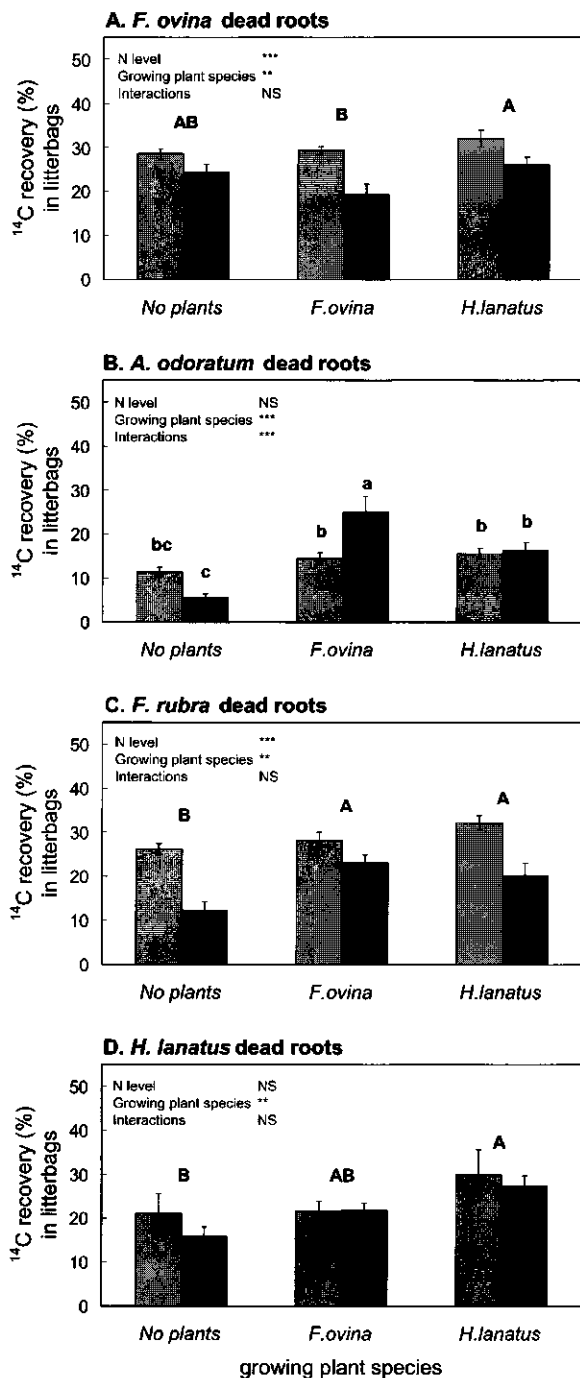 A. F. ovina dead roots
N level ***
Growing plant species **
Interactions NS
AB B A
50
40
30
20
10
0
14C recovery (%)
in litterbags
No plants F.ovina H.lanatus
B. A. odoratum dead roots
N level NS
Growing plant species ***
Interactions ***
bc c b a b b
50
40
30
20
10
0
14C recovery (%)
in litterbags
No plants F.ovina H.lanatus
C. F. rubra dead roots
N level ***
Growing plant species **
Interactions NS
B A A
50
40
30
20
10
0
14C recovery (%)
in litterbags
No plants F.ovina H.lanatus
D. H. lanatus dead roots
N level NS
Growing plant species **
Interactions NS
B AB A
50
40
30
20
10
0
14C recovery (%)
in litterbags
No plants F.ovina H.lanatus
growing plant species